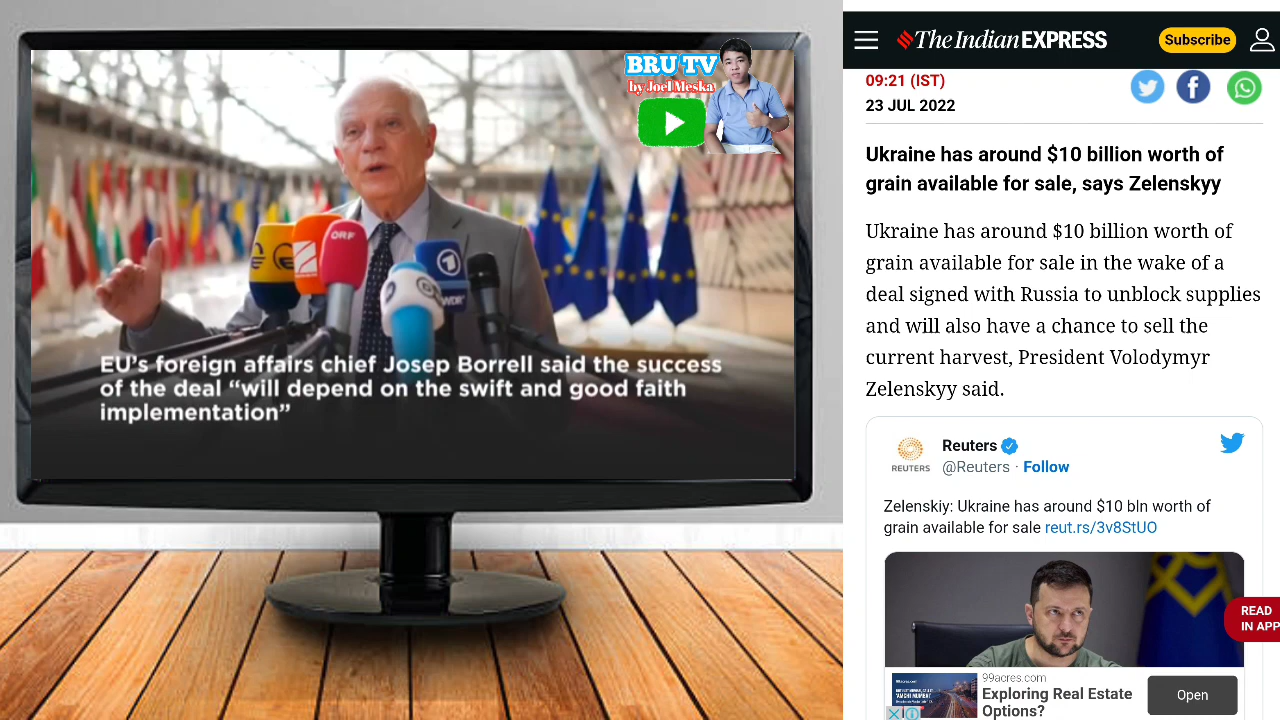 BRU TV
by Joel Meska
ORF
WDR
EU's foreign affairs chief Josep Borrell said the success
of the deal “will depend on the swift and good faith
implementation”
The Indian EXPRESS
Subscribe
09:21 (IST)
23 JUL 2022
Ukraine has around $10 billion worth of
grain available for sale, says Zelenskyy
Ukraine has around $10 billion worth of
grain available for sale in the wake of a
deal signed with Russia to unblock supplies
and will also have a chance to sell the
current harvest, President Volodymyr
Zelenskyy said.
Reuters
@Reuters · Follow
REUTERS
Zelenskiy: Ukraine has around $10 bln worth of
grain available for sale reut.rs/3v8StUO
READ
IN APP
99acres.com
Exploring Real Estate
Options?
Open